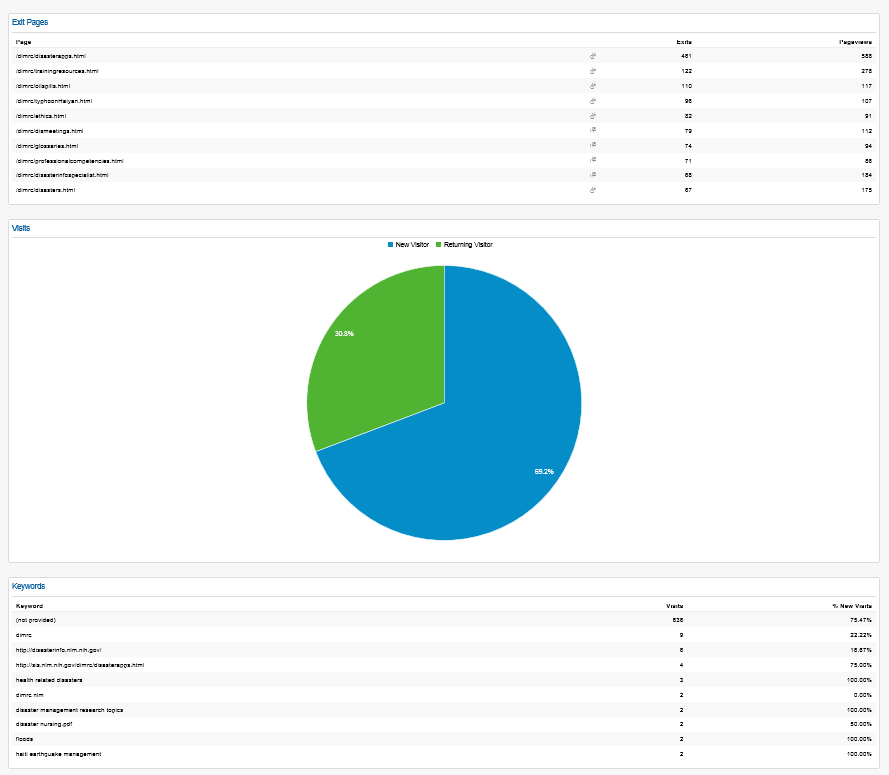 Exit Pages
Page Exits Pageviews
/dimrc/disasterapps.html 461 588
/dimrc/trainingresources.html 122 278
/dimrc/oilspills.html 110 117
/dimrc/typhoonHaiyan.html 98 107
/dimrc/ethics.html 82 91
/dimrc/dismeetings.html 79 112
/dimrc/glossaries.html 74 94
/dimrc/professionalcompetencies.html 71
/dimrc/disasterinfospecialist.html 184
/dimrc/disasters.html 175
Visits
New Visitor Returning Visitor
30.8%
69.2%
Keywords
Keyword Visits % New Visits
(not provided) 75.47%
dimrc 9 22.22%
http://disasterinfo.nlm.nih.gov/ 6 16.67%
http://sis.nlm.nih.gov/dimrc/disasterapps.html 4 75.00%
health related disasters 3 100.00%
dimrc nlm 2 0.00%
disaster management research topics 2 100.00%
disaster nursing.pdf 2 50.00%
floods 2 100.00%
haiti earthquake management 2 100.00%